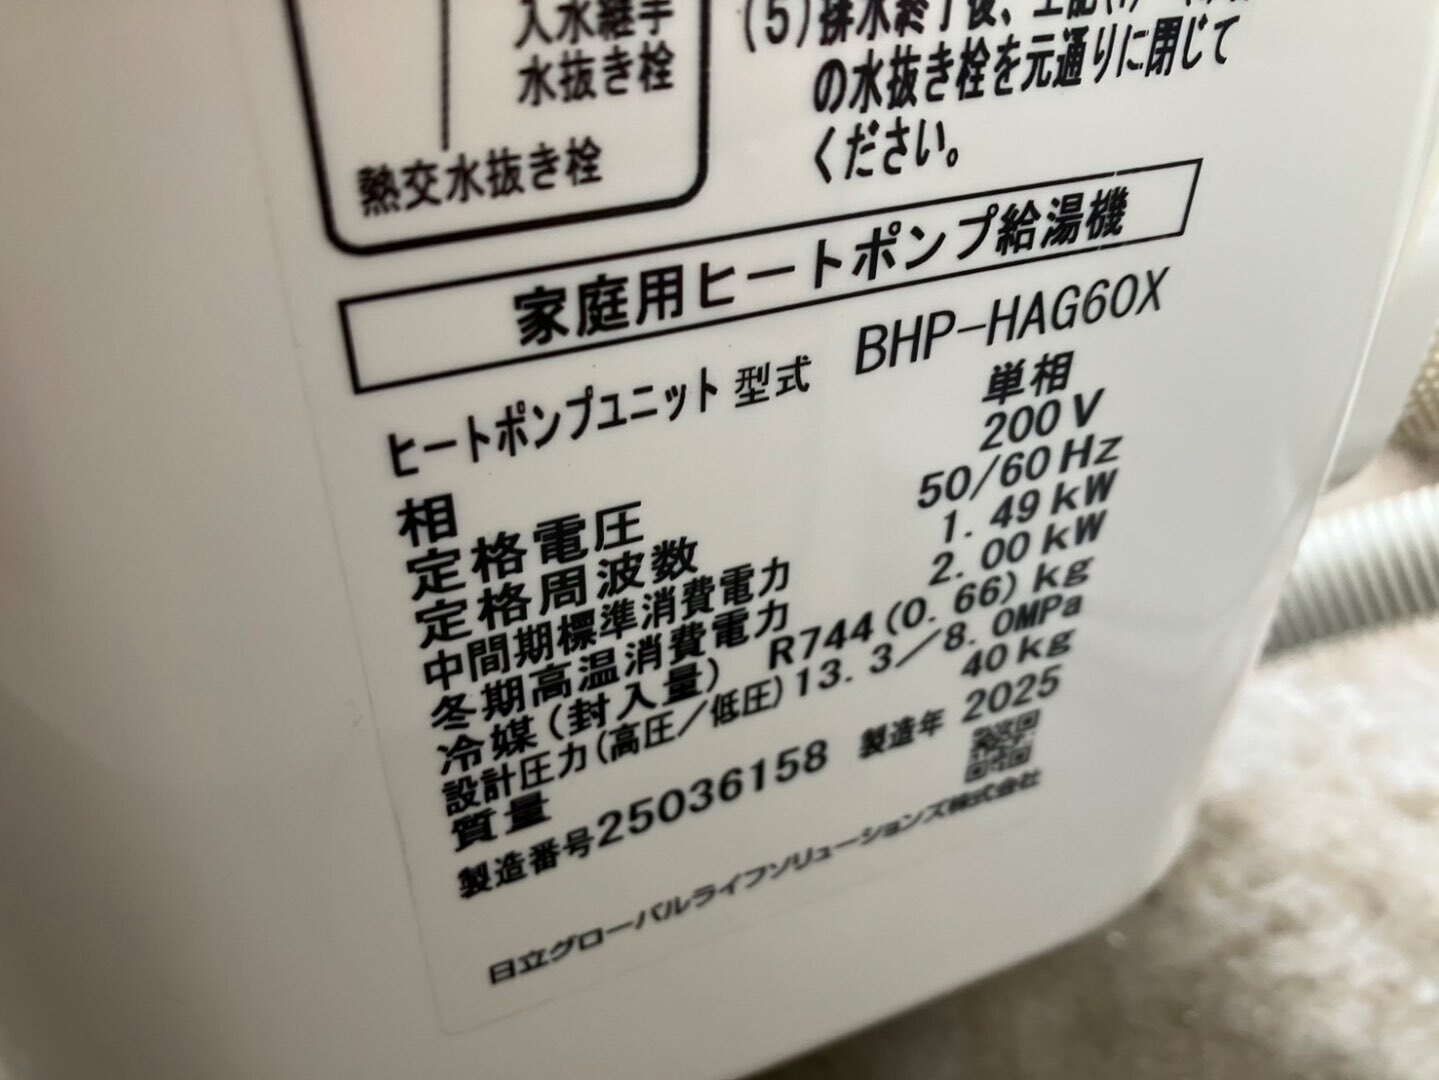 入水継手
水抜き栓
熱交水抜き栓
(5)排水終了後、上記
の水抜き栓を元通りに閉じて
ください。
家庭用ヒートポンプ給湯機
ヒートポンプユニット 型式 BHP-HAG60X
相 単相
定格電圧 200V
定格周波数 50/60Hz
中間期標準消費電力 1.49kW
冬期高温消費電力 2.00kW
冷媒(封入量) R744(0.66)kg
設計圧力(高圧/低圧)13.3/8.0MPa
質量 40kg
製造番号25036158 製造年 2025
日立グローバルライフソリューションズ株式会社